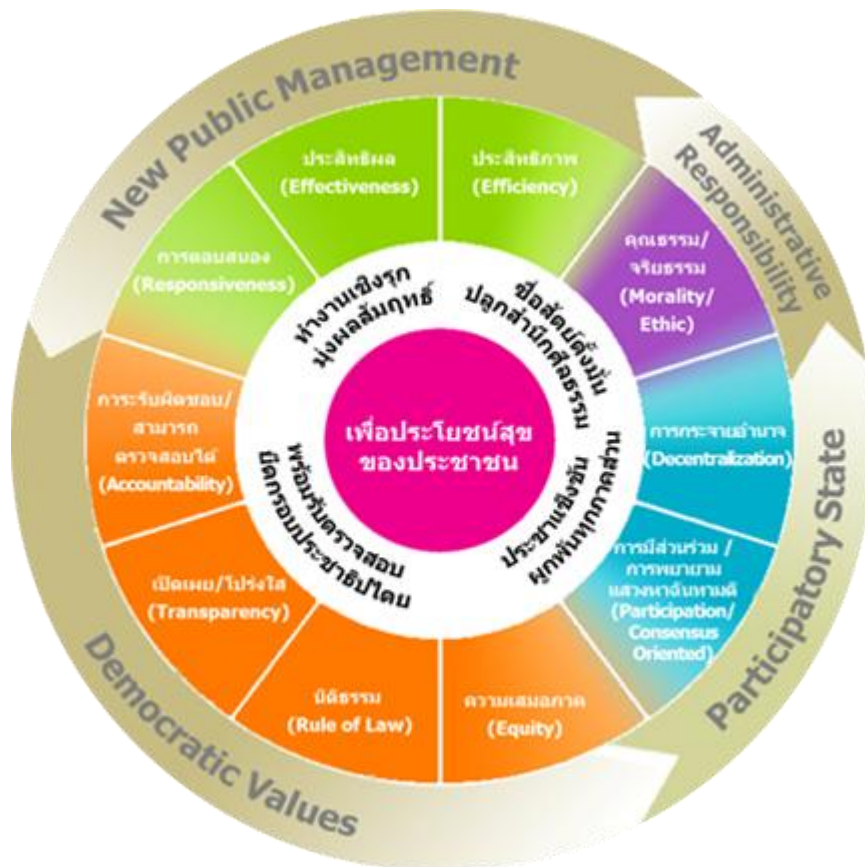 New Public Management
Administrative
Responsibility
Participatory State
Democratic Values
ประสิทธิผล
(Effectiveness)
ประสิทธิภาพ
(Efficiency)
คุณธรรม/
จริยธรรม
(Morality/
Ethic)
การกระจายอำนาจ
(Decentralization)
การมีส่วนร่วม /
การพยายาม
แสวงหาฉันทามติ
(Participation/
Consensus
Oriented)
ความเสมอภาค
(Equity)
นิติธรรม
(Rule of Law)
เปิดเผย/โปร่งใส
(Transparency)
การะรับผิดชอบ/
สามารถ
ตรวจสอบได้
(Accountability)
การตอบสนอง
(Responsiveness)
ทำงานเชิงรุก
มุ่งผลสัมฤทธิ์
ซื่อสัตย์ตั้งมั่น
ปลูกสำนึกศีลธรรม
ประชาแข็งขัน
ผูกพันทุกภาคส่วน
พร้อมรับตรวจสอบ
ยึดกรอบประชาธิปไตย
เพื่อประโยชน์สุข
ของประชาชน